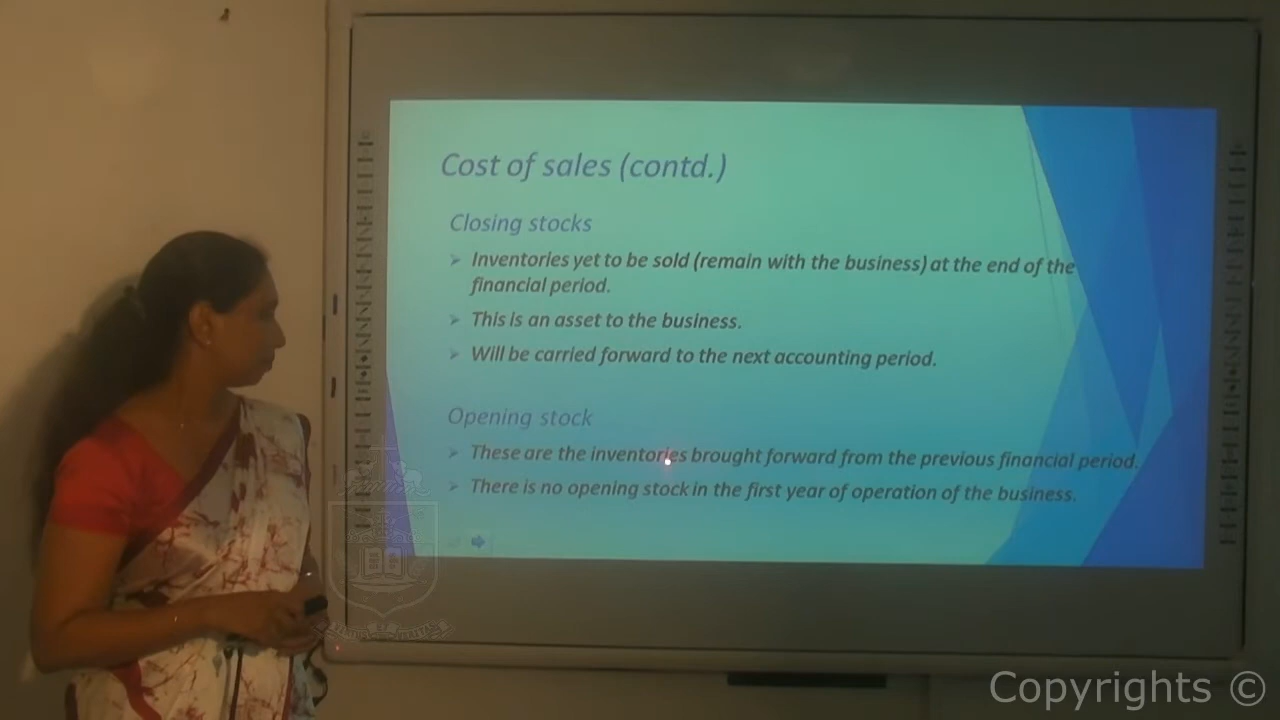 Cost of sales (contd.)
Closing stocks
Inventories yet to be sold (remain with the business) at the end of the
financial period.
This is an asset to the business.
Will be carried forward to the next accounting period.
Opening stock
These are the inventories brought forward from the previous financial period.
There is no opening stock in the first year of operation of the business.
Copyrights ©